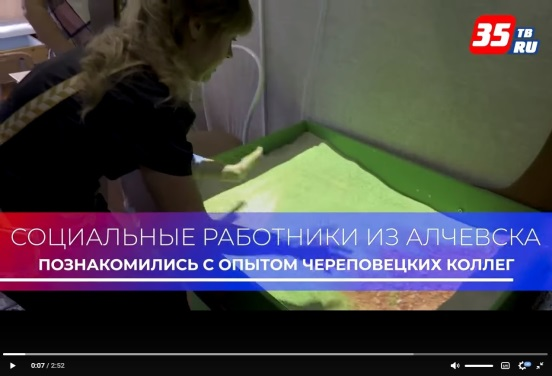 35 ТВ
RU
СОЦИАЛЬНЫЕ РАБОТНИКИ ИЗ АЛЧЕВСКА
ПОЗНАКОМИЛИСЬ С ОПЫТОМ ЧЕРЕПОВЕЦКИХ КОЛЛЕГ
0:07 / 2:52